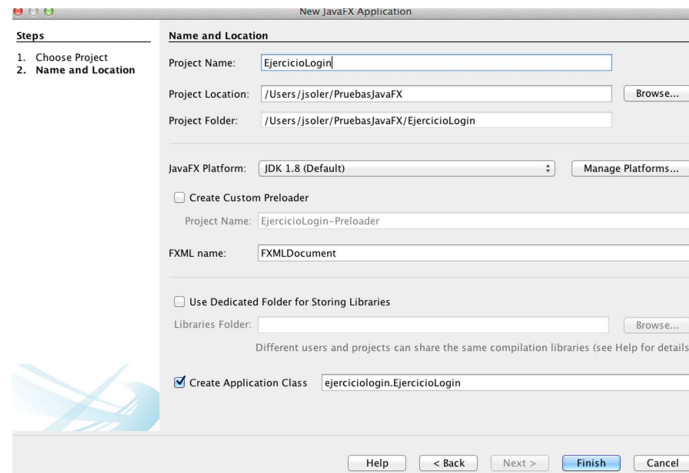 New JavaFX Application
Steps
1. Choose Project
2. Name and Location
Name and Location
Project Name: EjercicioLogin
Project Location: /Users/jsoler/PruebasJavaFX Browse...
Project Folder: /Users/jsoler/PruebasJavaFX/EjercicioLogin
JavaFX Platform: JDK 1.8 (Default) Manage Platforms...
Create Custom Preloader
Project Name: EjercicioLogin-Preloader
FXML name: FXMLDocument
Use Dedicated Folder for Storing Libraries
Libraries Folder: Browse...
Different users and projects can share the same compilation libraries (see Help for details
Create Application Class ejerciciologin.EjercicioLogin
Help < Back Next > Finish Cancel